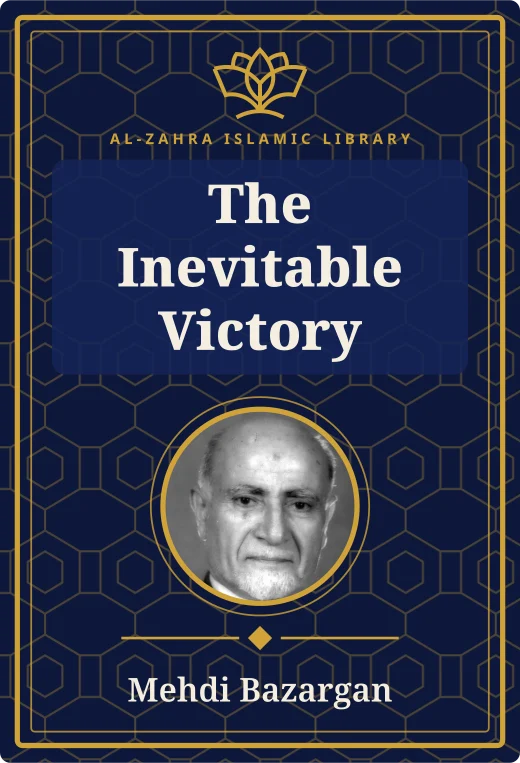 AL-ZAHRA ISLAMIC LIBRARY
The
Inevitable
Victory
Mehdi Bazargan